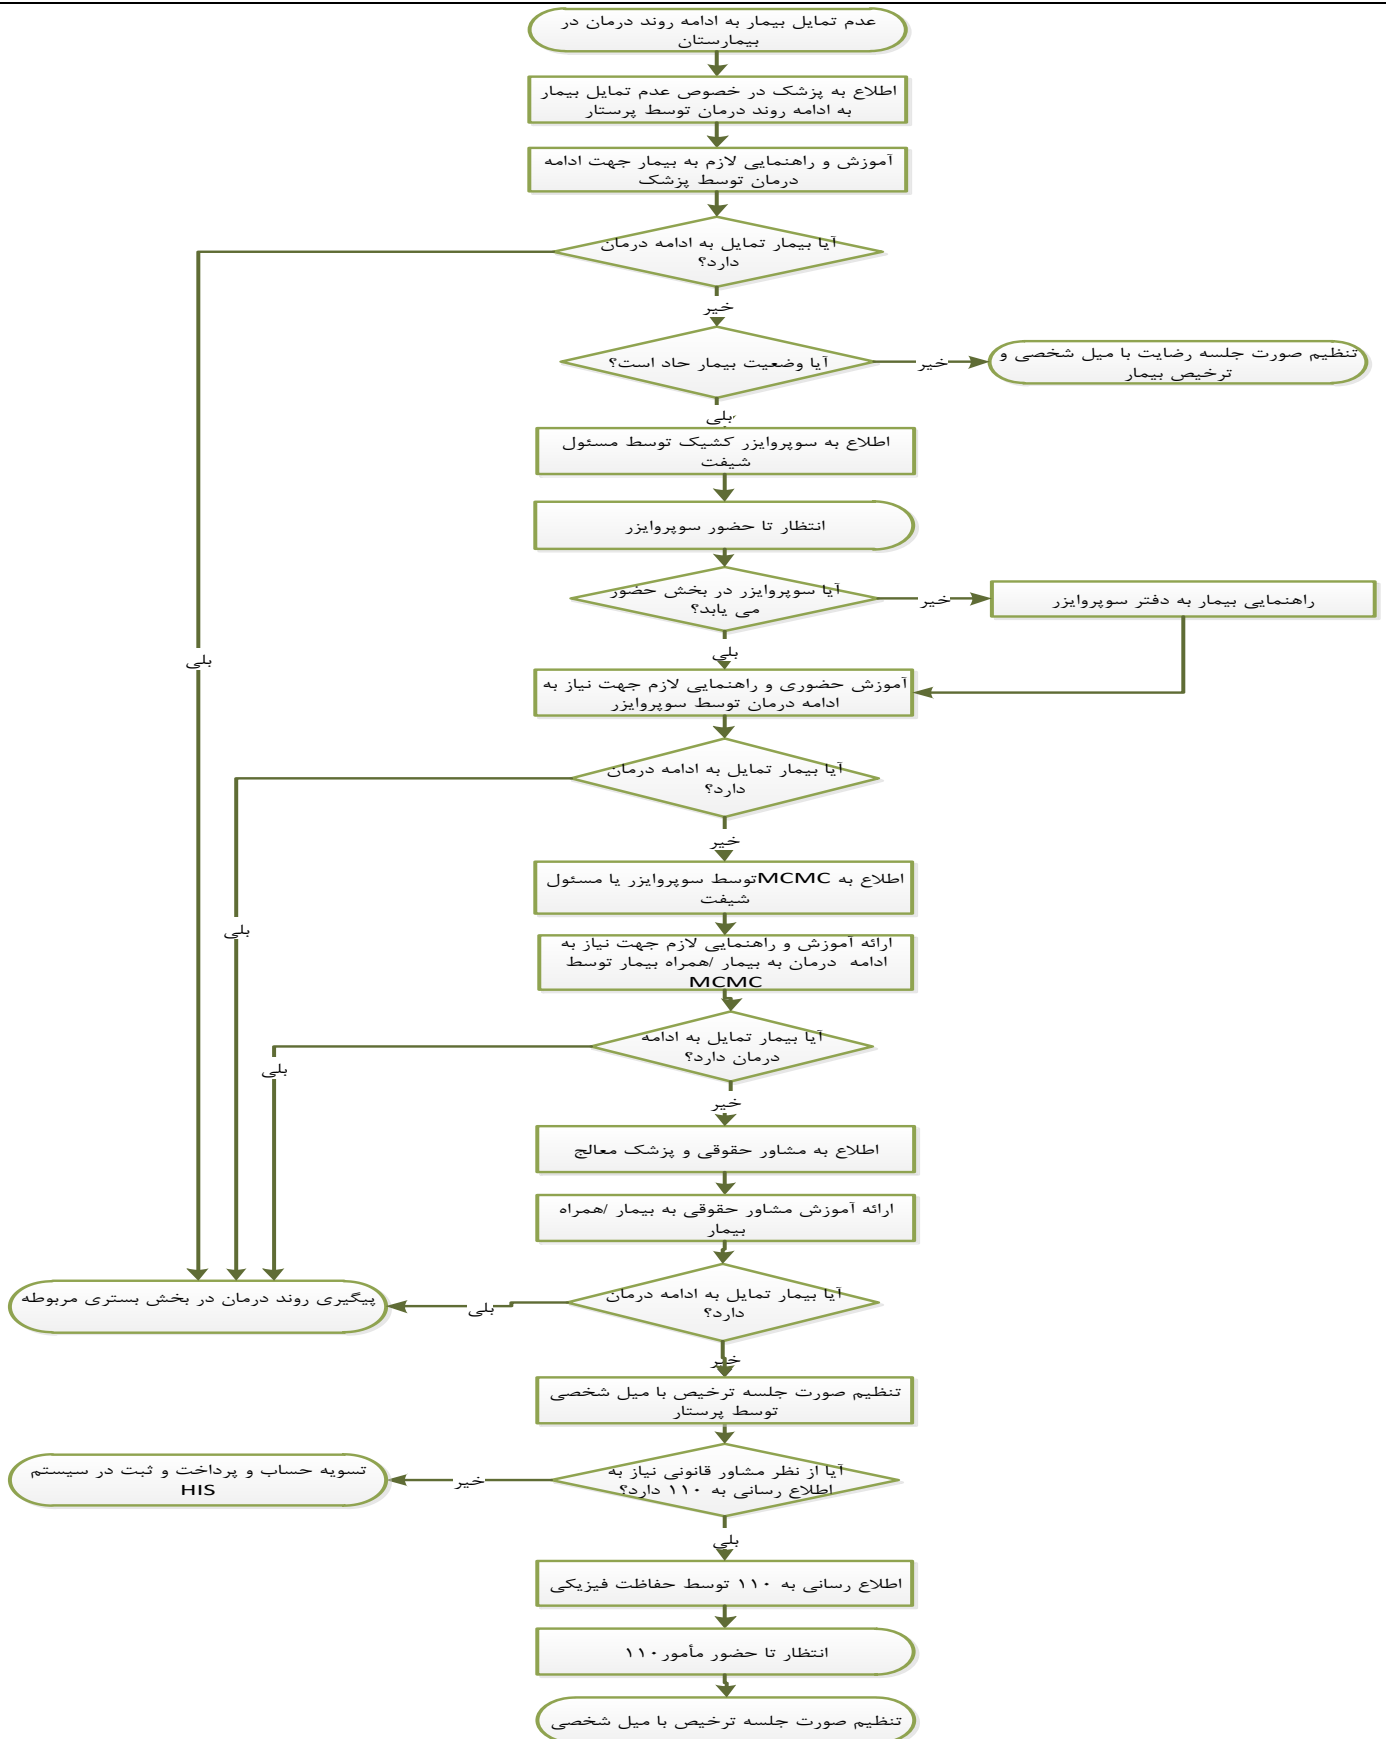 عدم تمایل بیمار به ادامه روند درمان در
بیمارستان
اطلاع به پزشک در خصوص عدم تمایل بیمار
به ادامه روند درمان توسط پرستار
آموزش و راهنمایی لازم به بیمار جهت ادامه
درمان توسط پزشک
آیا بیمار تمایل به ادامه درمان
دارد؟
خیر
آیا وضعیت بیمار حاد است؟
خیر
تنظیم صورت جلسه رضایت با میل شخصی و
ترخیص بیمار
بلی
اطلاع به سوپروایزر کشیک توسط مسئول
شیفت
انتظار تا حضور سوپروایزر
آیا سوپروایزر در بخش حضور
می یابد؟
خیر
راهنمایی بیمار به دفتر سوپروایزر
بلی
بلی
آموزش حضوری و راهنمایی لازم جهت نیاز به
ادامه درمان توسط سوپروایزر
آیا بیمار تمایل به ادامه درمان
دارد؟
خیر
اطلاع به MCMCتوسط سوپروایزر یا مسئول
شیفت
بلی
ارائه آموزش و راهنمایی لازم جهت نیاز به
ادامه درمان به بیمار /همراه بیمار توسط
MCMC
آیا بیمار تمایل به ادامه
درمان دارد؟
بلی
خیر
اطلاع به مشاور حقوقی و پزشک معالج
ارائه آموزش مشاور حقوقی به بیمار /همراه
بیمار
آیا بیمار تمایل به ادامه درمان
دارد؟
بلی
پیگیری روند درمان در بخش بستری مربوطه
خیر
تنظیم صورت جلسه ترخیص با میل شخصی
توسط پرستار
آیا از نظر مشاور قانونی نیاز به
اطلاع رسانی به ۱۱۰ دارد؟
خیر
تسویه حساب و پرداخت و ثبت در سیستم
HIS
بلی
اطلاع رسانی به ۱۱۰ توسط حفاظت فیزیکی
انتظار تا حضور مأمور۱۱۰
تنظیم صورت جلسه ترخیص با میل شخصی